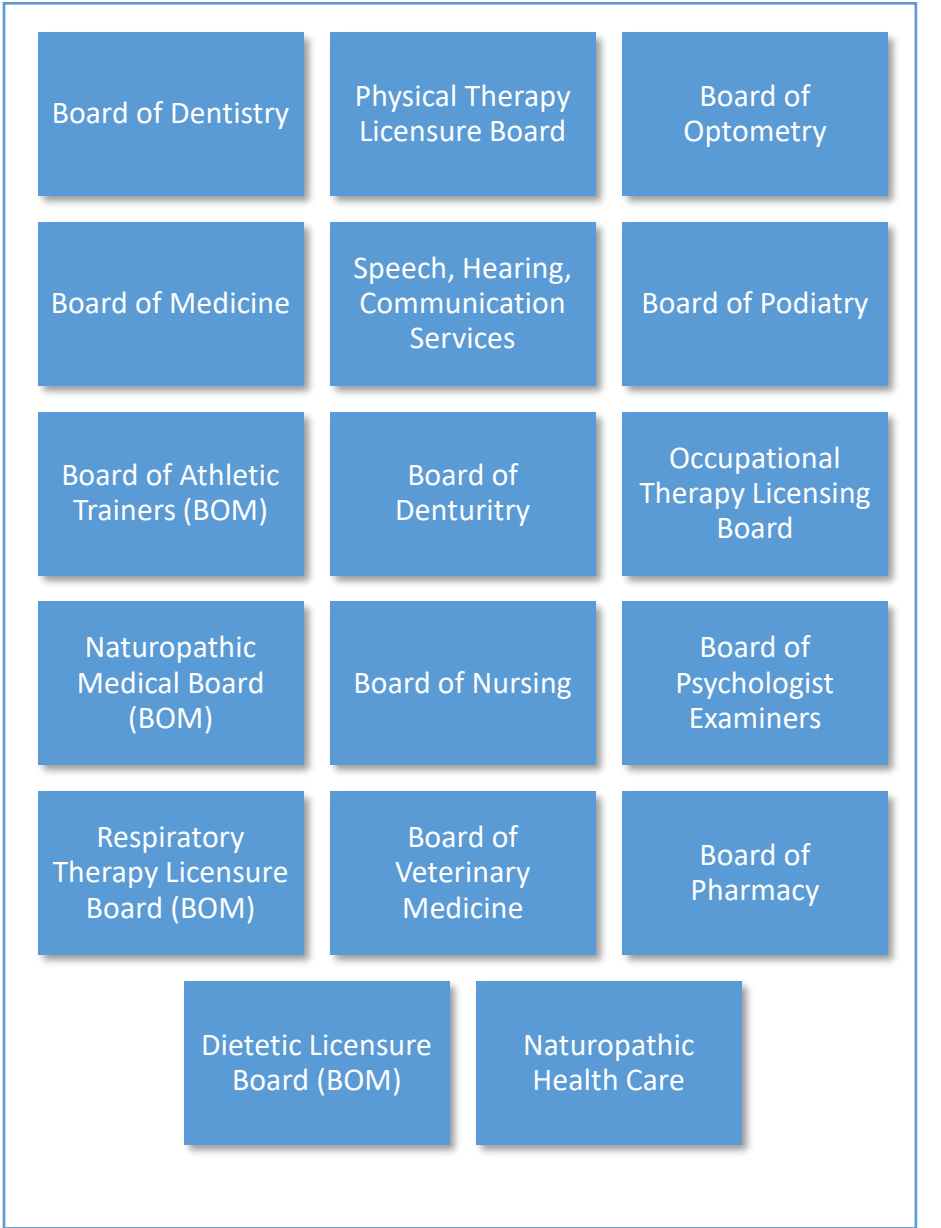 Board of Dentistry
Physical Therapy
Licensure Board
Board of
Optometry
Board of Medicine
Speech, Hearing,
Communication
Services
Board of Podiatry
Board of Athletic
Trainers (BOM)
Board of
Denturitry
Occupational
Therapy Licensing
Board
Naturopathic
Medical Board
(BOM)
Board of Nursing
Board of
Psychologist
Examiners
Respiratory
Therapy Licensure
Board (BOM)
Board of
Veterinary
Medicine
Board of
Pharmacy
Dietetic Licensure
Board (BOM)
Naturopathic
Health Care